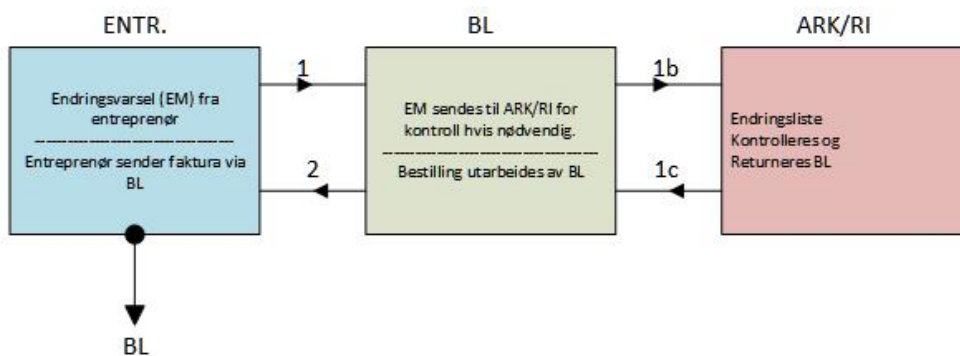 ENTR.
BL
ARK/RI
1
1b
Endringsvarsel (EM) fra
entreprenør
Entreprenør sender faktura via
BL
EM sendes til ARK/RI for
kontroll hvis nødvendig.
Bestilling utarbeides av BL
Endringsliste
Kontrolleres og
Returneres BL
2
1c
BL